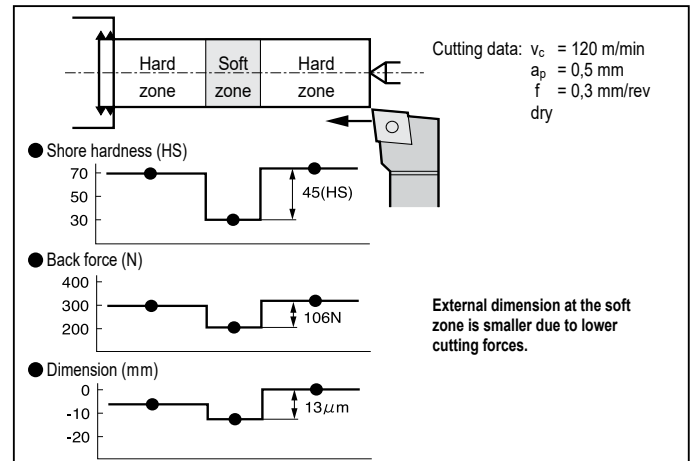 Hard Soft Hard
zone zone zone
Cutting data: vc = 120 m/min
ap = 0,5 mm
f = 0,3 mm/rev
dry
● Shore hardness (HS)
70
50
30
45(HS)
● Back force (N)
400
300
200
106N
External dimension at the soft
zone is smaller due to lower
cutting forces.
● Dimension (mm)
0
-10
-20
13μm